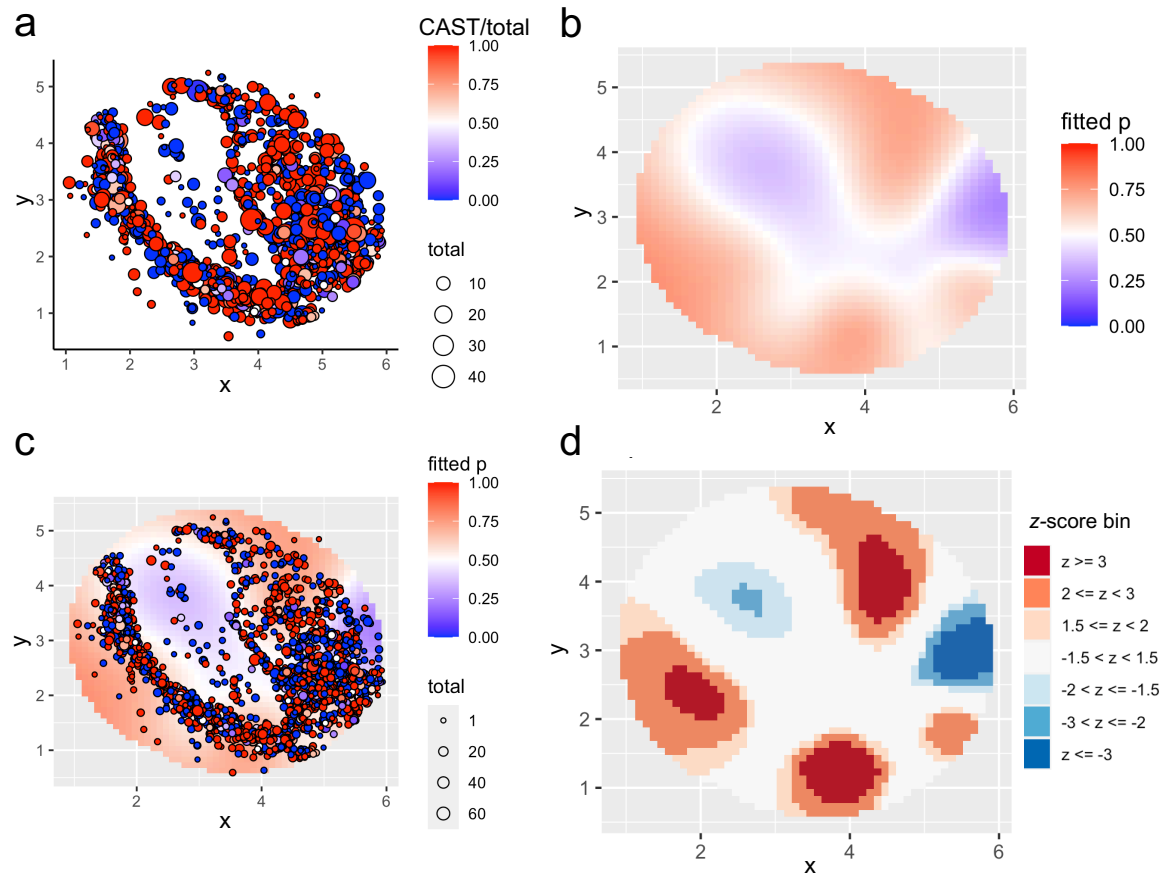 a
CAST/total
1.00
0.75
0.50
0.25
0.00
total
10
20
30
40
5
4
3
2
1
y
1 2 3 4 5 6
x
b
fitted p
1.00
0.75
0.50
0.25
0.00
5
4
3
2
1
y
2 4 6
x
c
fitted p
1.00
0.75
0.50
0.25
0.00
total
1
20
40
60
5
4
3
2
1
y
2 4 6
x
d
z-score bin
z >= 3
2 <= z < 3
1.5 <= z < 2
-1.5 < z < 1.5
-2 < z <= -1.5
-3 < z <= -2
z <= -3
5
4
3
2
1
y
2 4 6
x